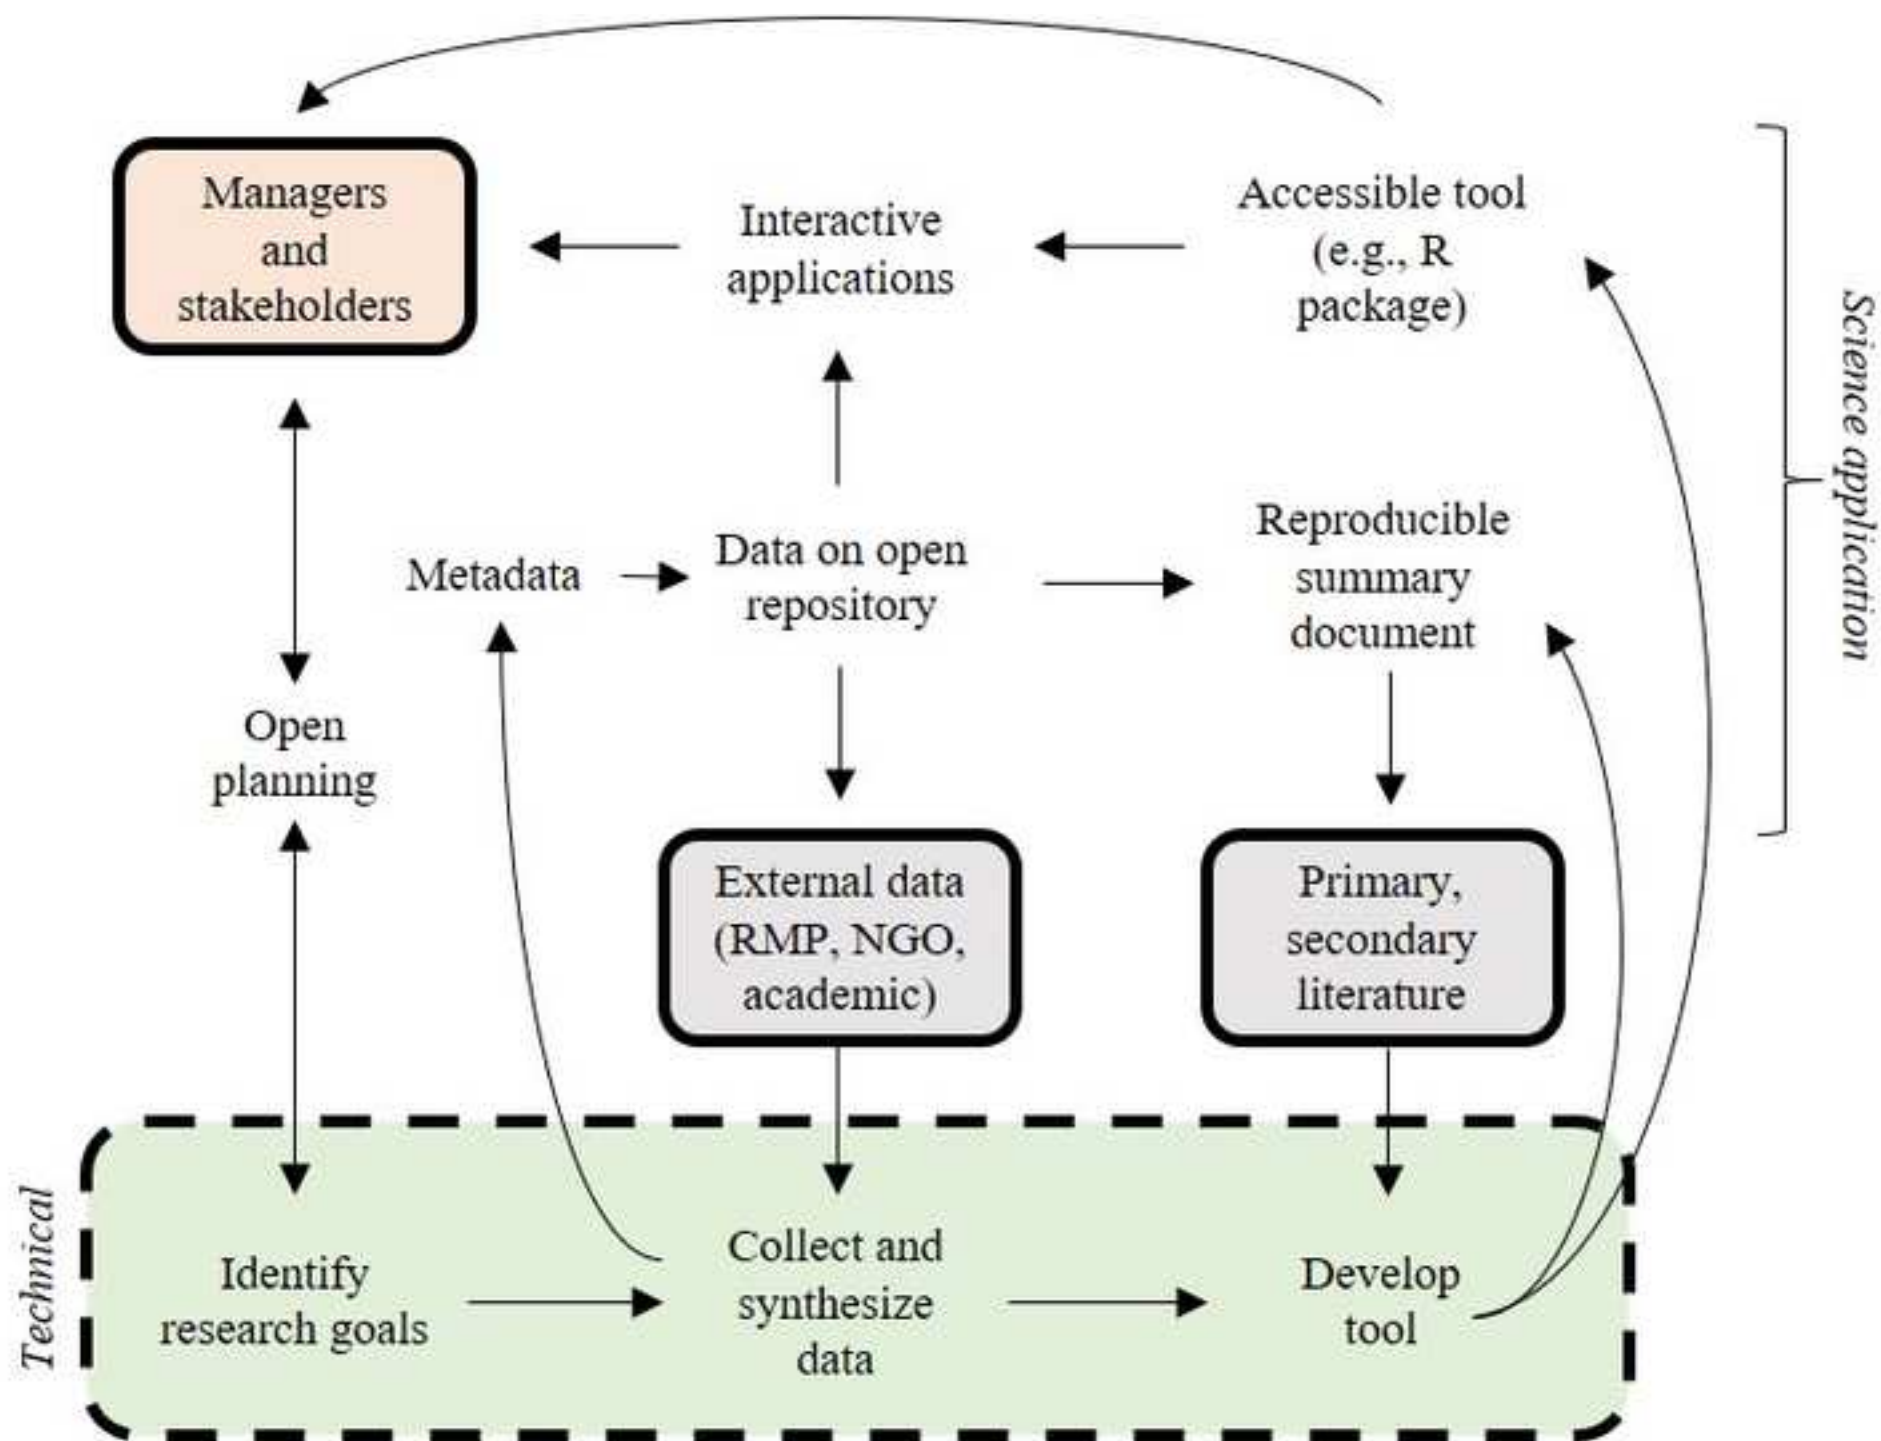 Managers
and
stakeholders
Interactive
applications
Accessible tool
(e.g., R
package)
Science application
Metadata
Data on open
repository
Reproducible
summary
document
Open
planning
External data
(RMP, NGO,
academic)
Primary,
secondary
literature
Technical
Identify
research goals
Collect and
synthesize
data
Develop
tool